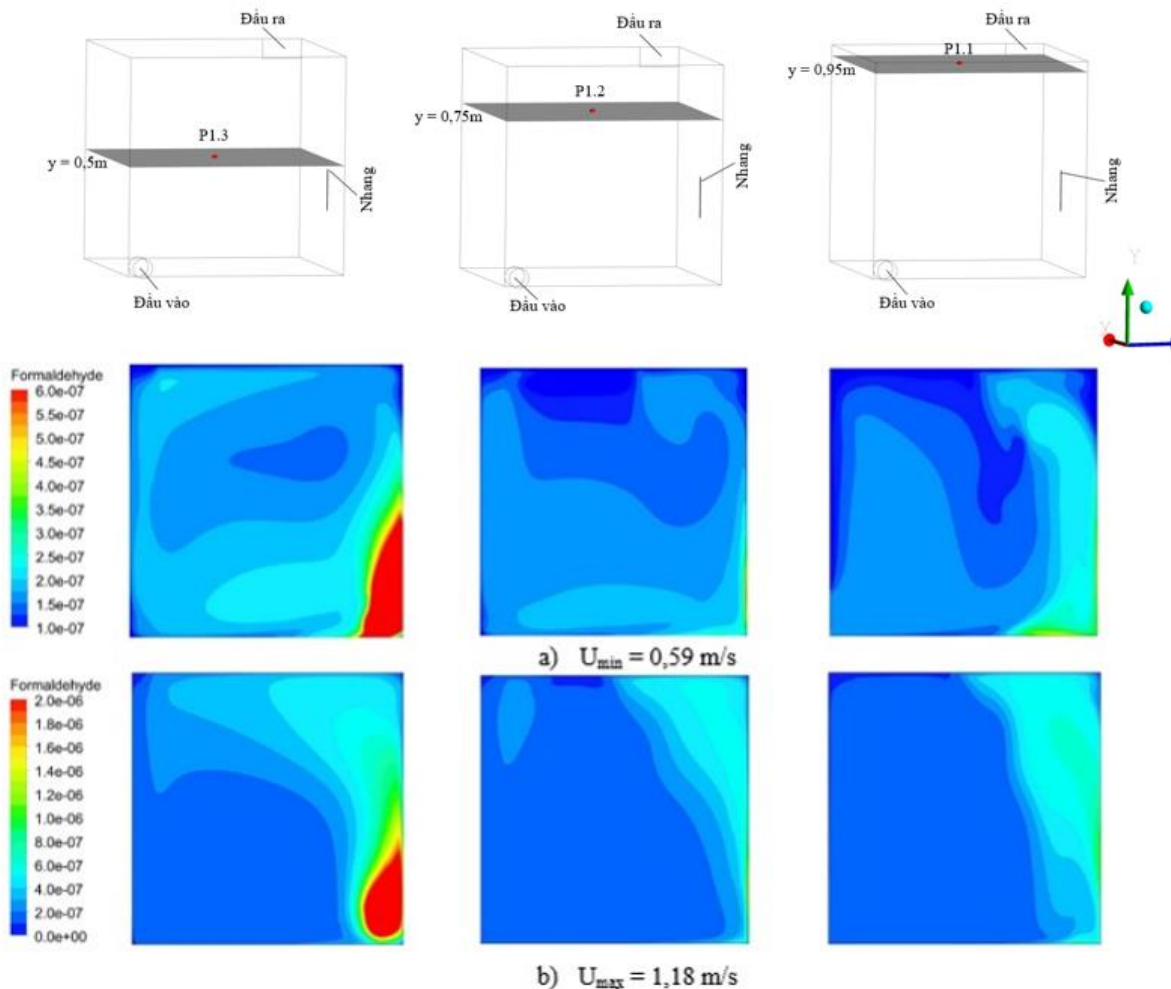 Đầu ra
P1.3
y = 0,5m
Nhang
Đầu vào
Đầu ra
P1.2
y = 0,75m
Nhang
Đầu vào
Đầu ra
P1.1
y = 0,95m
Nhang
Đầu vào
Y
Formaldehyde
6.0e-07
5.5e-07
5.0e-07
4.5e-07
4.0e-07
3.5e-07
3.0e-07
2.5e-07
2.0e-07
1.5e-07
1.0e-07
a) Umin = 0,59 m/s
Formaldehyde
2.0e-06
1.8e-06
1.6e-06
1.4e-06
1.2e-06
1.0e-06
8.0e-07
6.0e-07
4.0e-07
2.0e-07
0.0e+00
b) Umax = 1,18 m/s